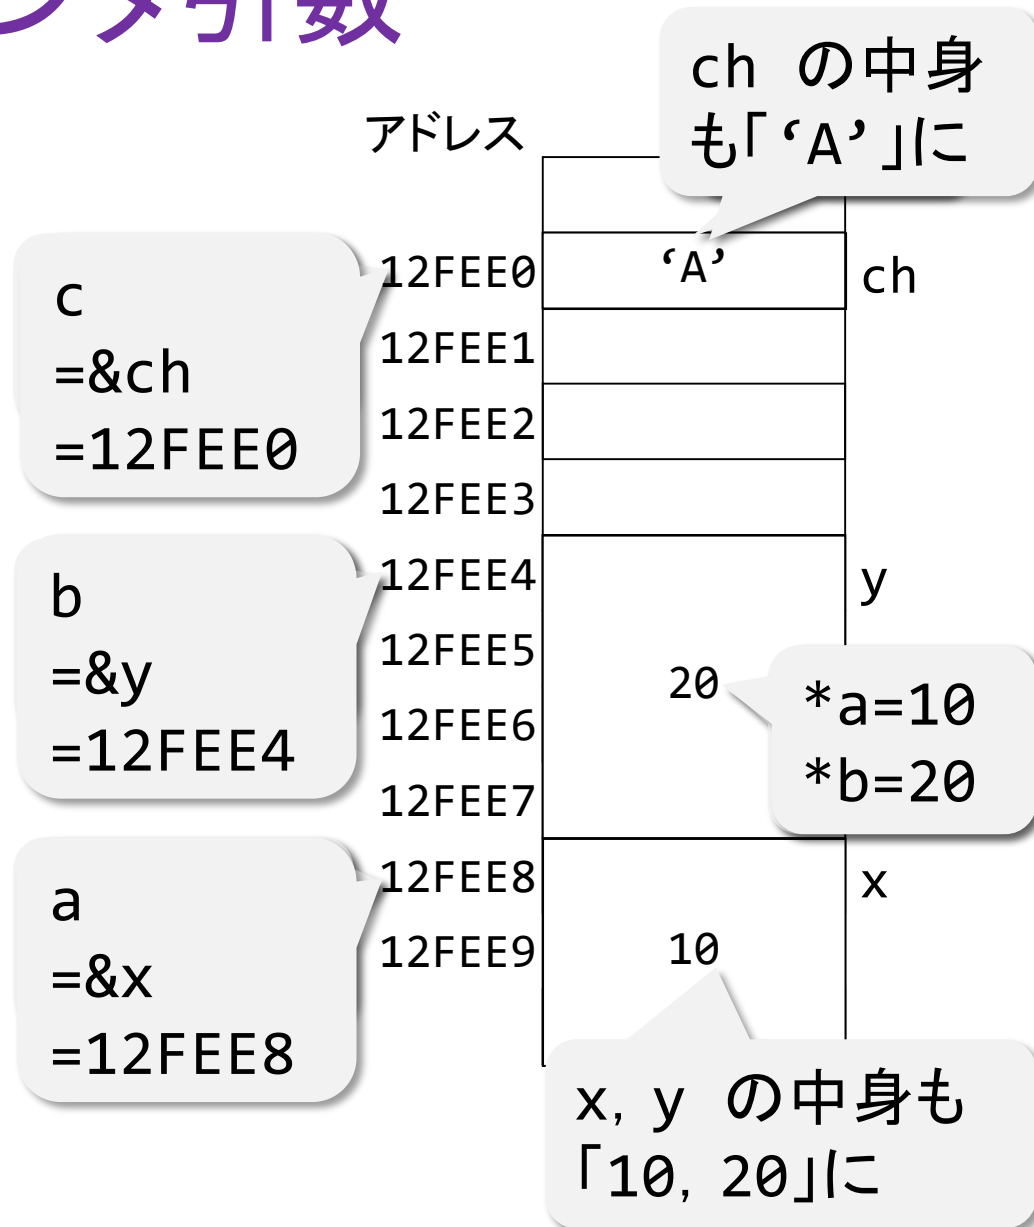 ンタ引数
ch の中身
も「‘A’」に
アドレス
12FEE0
‘A’
ch
c
=&ch
=12FEE0
12FEE1
12FEE2
12FEE3
12FEE4
y
b
=&y
=12FEE4
12FEE5
20
*a=10
*b=20
12FEE6
12FEE7
12FEE8
x
a
=&x
=12FEE8
12FEE9
10
x, y の中身も
「10, 20」に